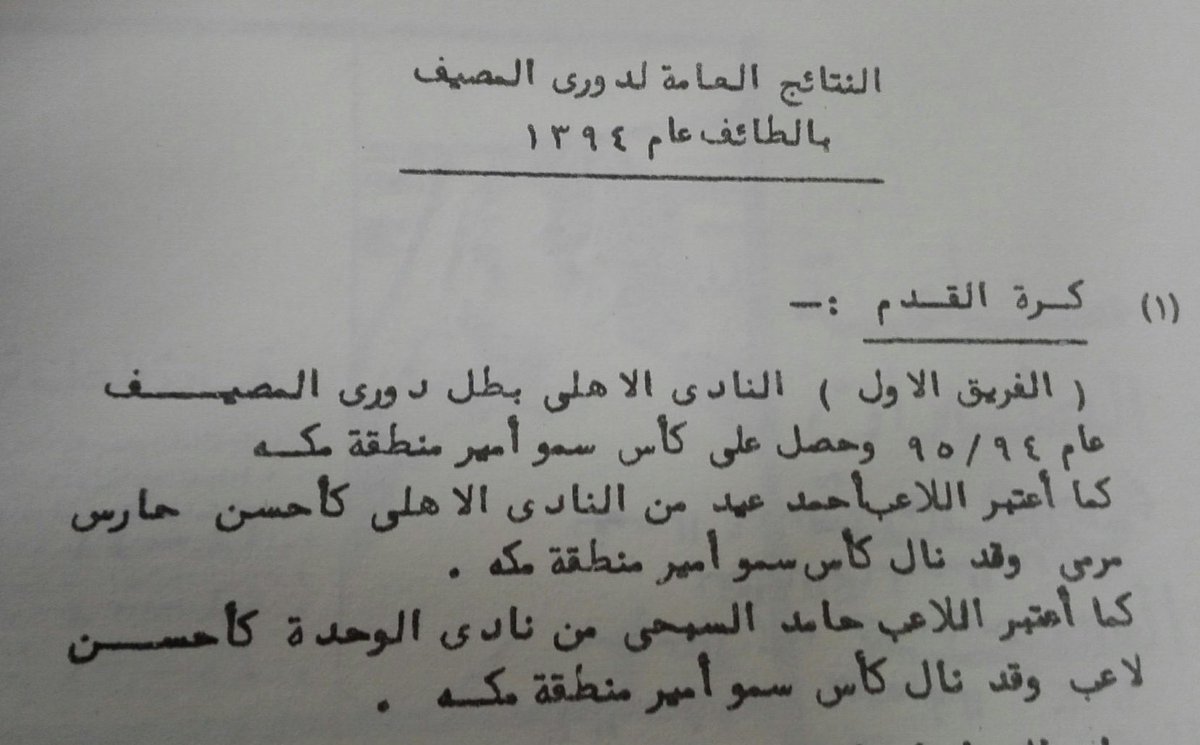 النتائج العامة لدورى المصيف
بالطائف عام ١٣٩٤
(١) كرة القدم :—
( الفريق الاول ) النادى الاهلى بطل دورى المصيف
عام ٩٥/٩٤ وحصل على كأس سمو أمير منطقة مكه
كما أعتبر اللاعب أحمد عيد من النادى الاهلى كأحسن حارس
مرمى وقد نال كأس سمو أمير منطقة مكه .
كما أعتبر اللاعب حامد السبحى من نادى الوحدة كأحسن
لاعب وقد نال كأس سمو أمير منطقة مكه .